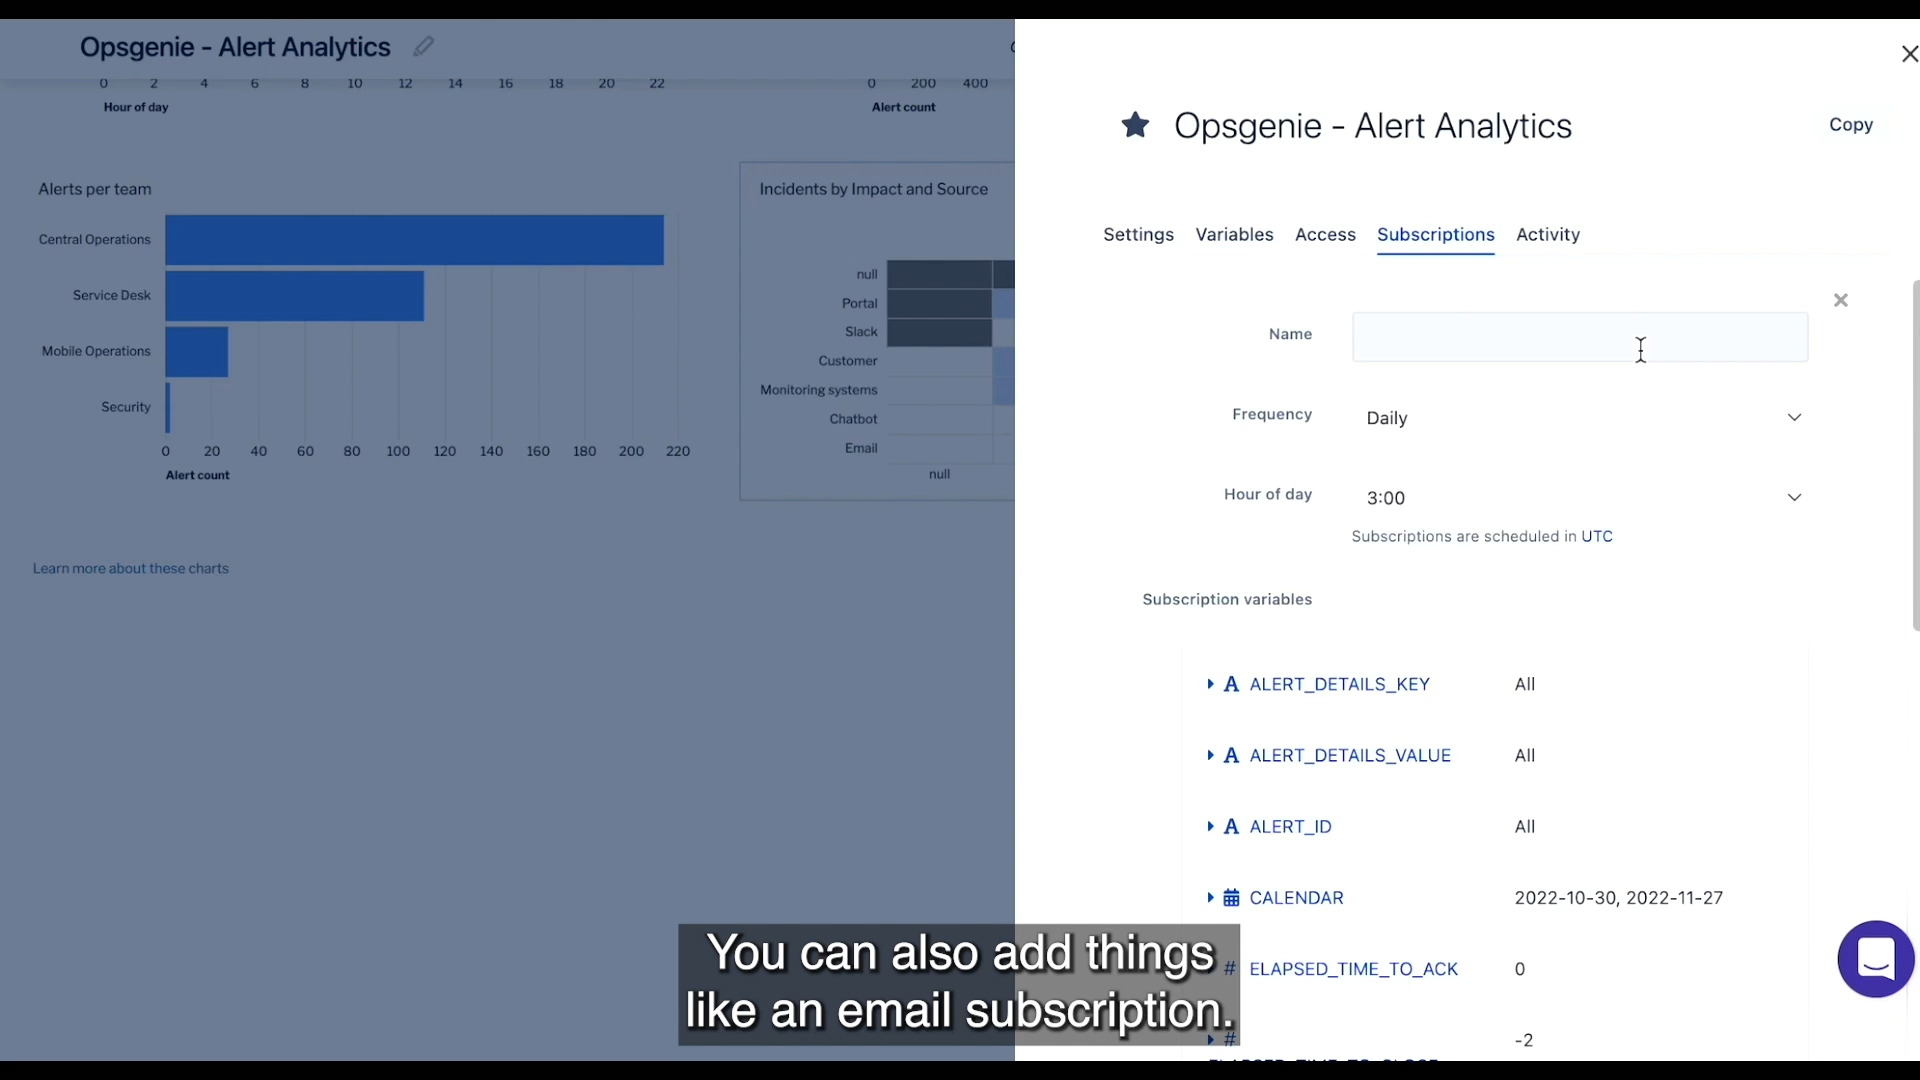 Opsgenie - Alert Analytics
0 2 4 6 8 10 12 14 16 18 20 22
Hour of day
0 200 400
Alert count
Alerts per team
Central Operations
Service Desk
Mobile Operations
Security
0 20 40 60 80 100 120 140 160 180 200 220
Alert count
Incidents by Impact and Source
null
Portal
Slack
Customer
Monitoring systems
Chatbot
Email
null
Learn more about these charts
Opsgenie - Alert Analytics
Copy
Settings Variables Access Subscriptions Activity
Name
Frequency Daily
Hour of day 3:00
Subscriptions are scheduled in UTC
Subscription variables
A ALERT_DETAILS_KEY All
A ALERT_DETAILS_VALUE All
A ALERT_ID All
CALENDAR 2022-10-30, 2022-11-27
# ELAPSED_TIME_TO_ACK 0
# -2
You can also add things
like an email subscription.